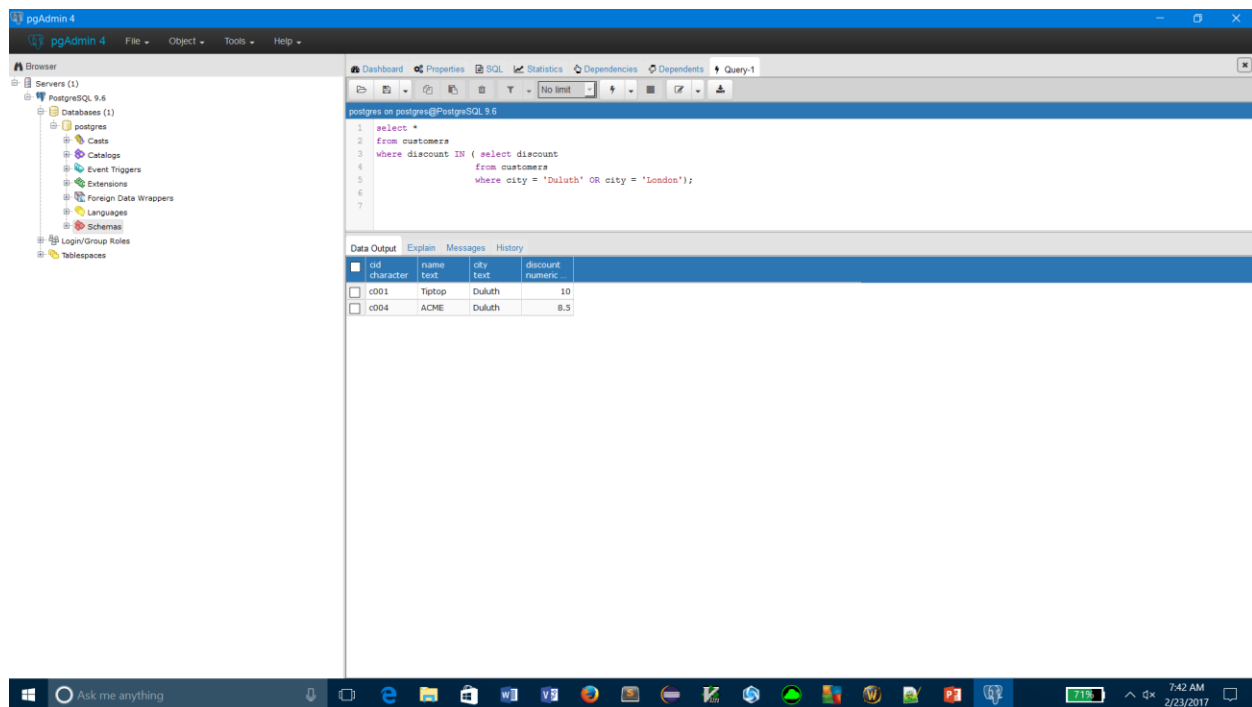 pgAdmin 4
pgAdmin 4 File Object Tools Help
Browser
Servers (1)
PostgreSQL 9.6
Databases (1)
postgres
Casts
Catalogs
Event Triggers
Extensions
Foreign Data Wrappers
Languages
Schemas
Login/Group Roles
Tablespaces
Dashboard Properties SQL Statistics Dependencies Dependents Query-1
No limit
postgres on postgres@PostgreSQL 9.6
1 select *
2 from customers
3 where discount IN ( select discount
4 from customers
5 where city = 'Duluth' OR city = 'London');
6
7
Data Output Explain Messages History
cid name city discount
character text text numeric ...
c001 Tiptop Duluth 10
c004 ACME Duluth 8.5
Ask me anything
71%
7:42 AM
2/23/2017